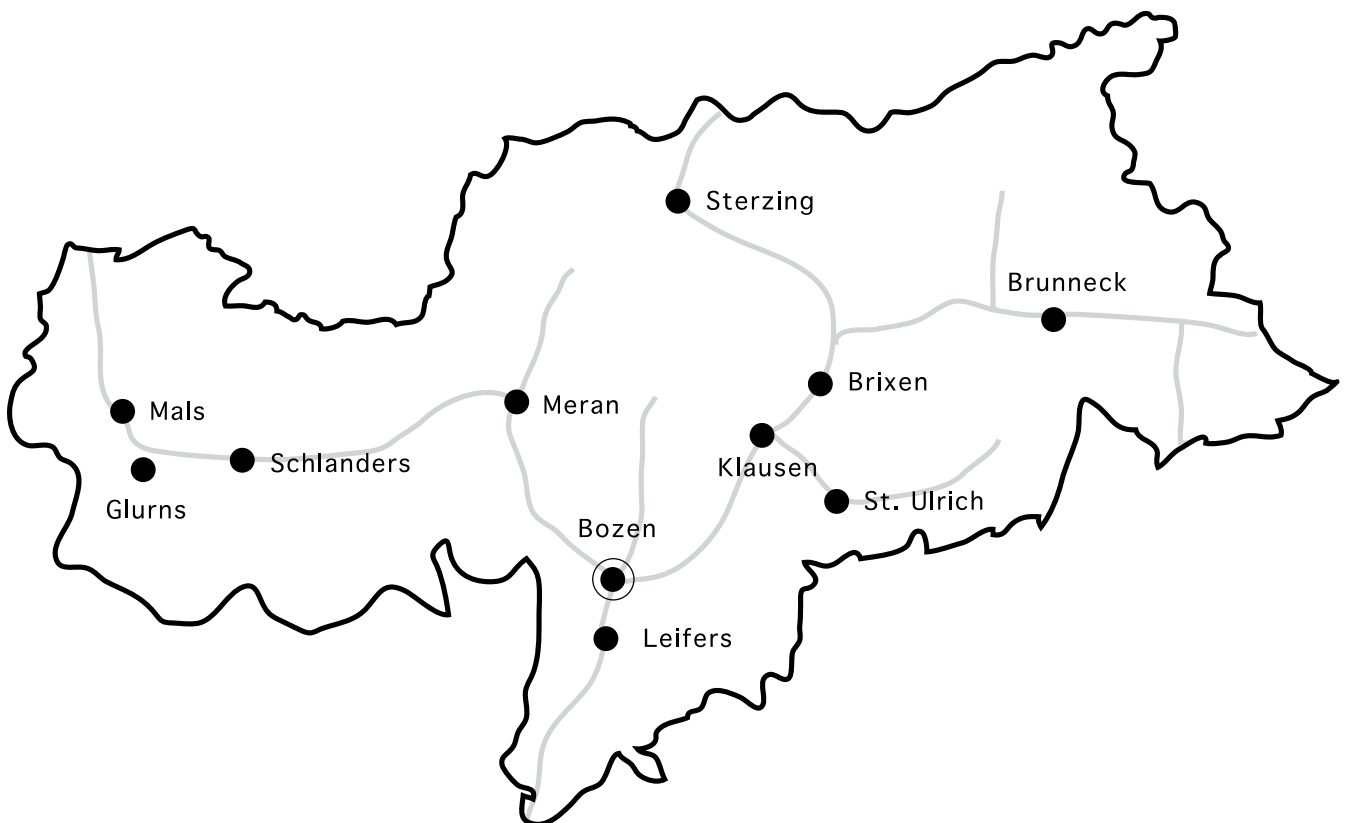 Sterzing
Brunneck
Brixen
Meran
Mals
Schlanders
Klausen
St. Ulrich
Glurns
Bozen
Leifers